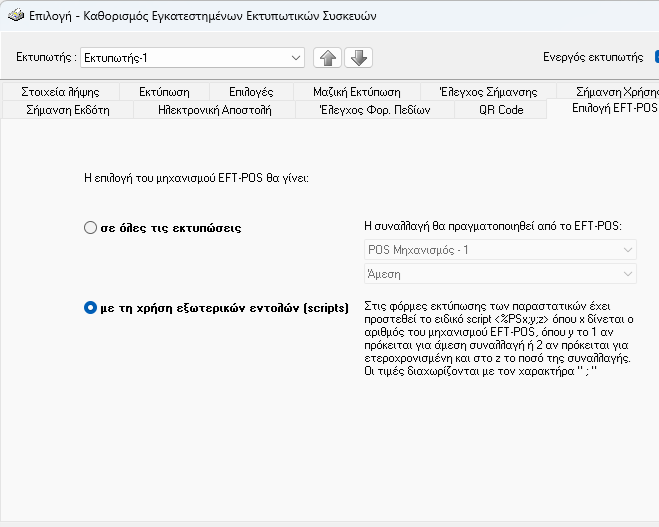 Επιλογή - Καθορισμός Εγκατεστημένων Εκτυπωτικών Συσκευών
Εκτυπωτής : Εκτυπωτής-1 Ενεργός εκτυπωτής
Στοιχεία λήψης Εκτύπωση Επιλογές Μαζική Εκτύπωση Έλεγχος Σήμανσης Σήμανση Χρήσης
Σήμανση Εκδότη Ηλεκτρονική Αποστολή Έλεγχος Φορ. Πεδίων QR Code Επιλογή EFT-POS
Η επιλογή του μηχανισμού EFT-POS θα γίνει:
σε όλες τις εκτυπώσεις
Η συναλλαγή θα πραγματοποιηθεί από το EFT-POS:
POS Μηχανισμός - 1
Άμεση
με τη χρήση εξωτερικών εντολών (scripts)
Στις φόρμες εκτύπωσης των παραστατικών έχει
προστεθεί το ειδικό script <%PSx;y;z> όπου x δίνεται ο
αριθμός του μηχανισμού EFT-POS, όπου y το 1 αν
πρόκειται για άμεση συναλλαγή ή 2 αν πρόκειται για
ετεροχρονισμένη και στο z το ποσό της συναλλαγής.
Οι τιμές διαχωρίζονται με τον χαρακτήρα " ; "